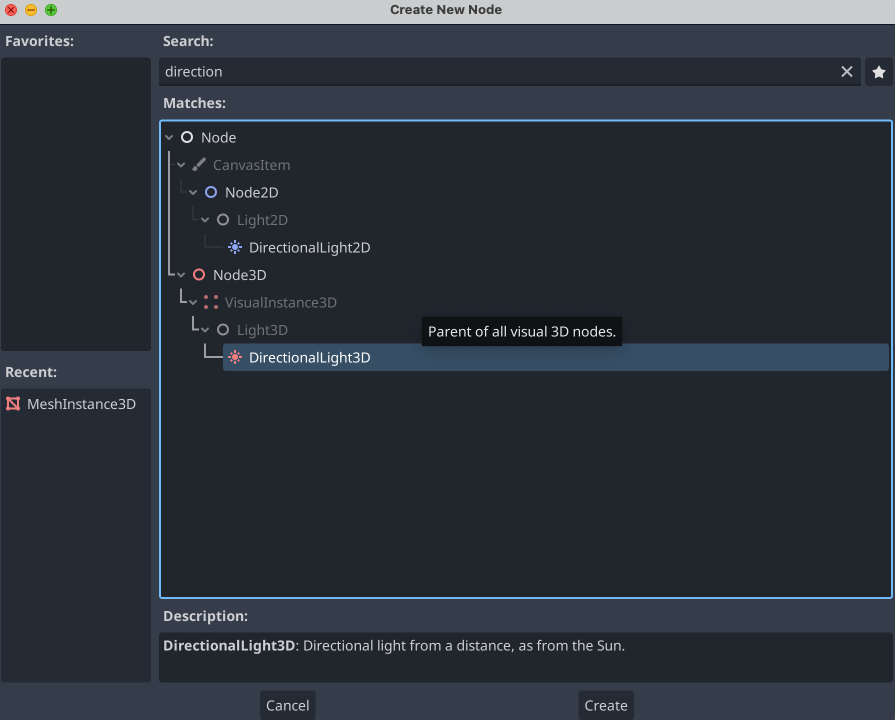 Create New Node
Favorites:
Search:
direction
Matches:
Node
CanvasItem
Node2D
Light2D
DirectionalLight2D
Node3D
VisualInstance3D
Light3D
Parent of all visual 3D nodes.
DirectionalLight3D
Recent:
MeshInstance3D
Description:
DirectionalLight3D: Directional light from a distance, as from the Sun.
Cancel
Create